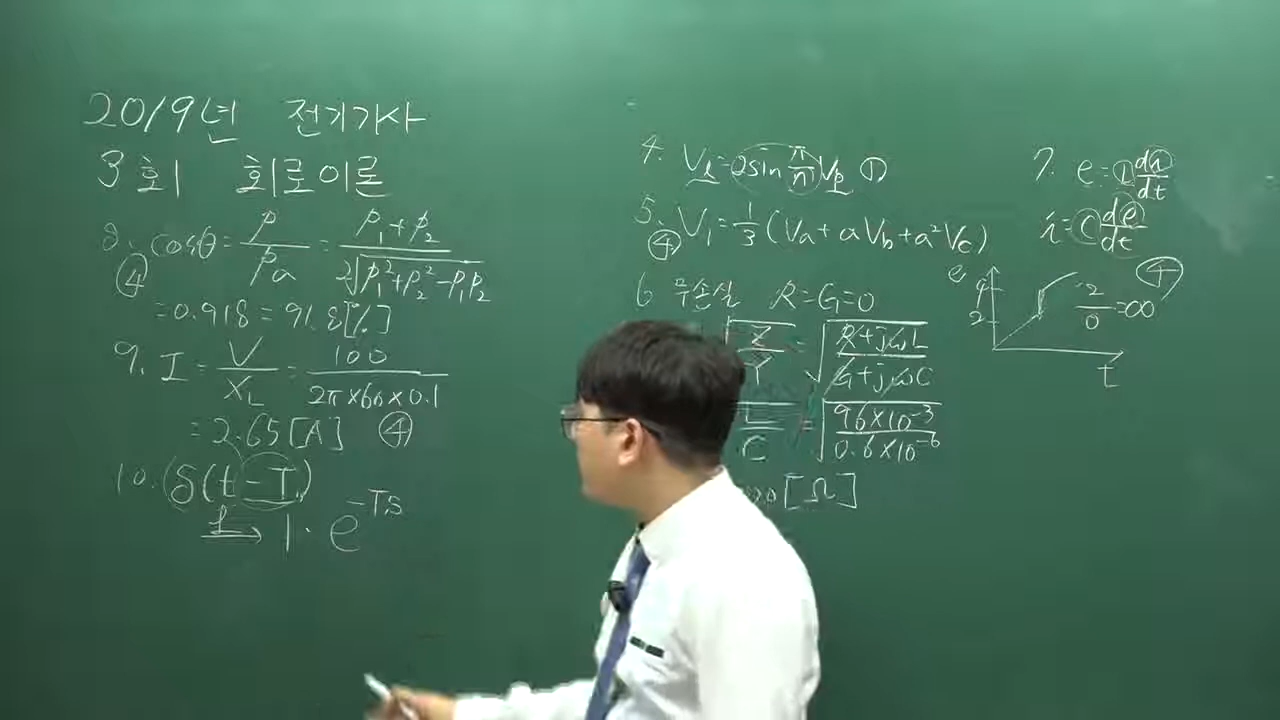 2019년 전기기사
3회 회로이론
8. cosθ = P/Pa = (P₁+P₂)/(2√(P₁²+P₂²-P₁P₂))
④
=0.918=91.8[%]
9. I = V/X_L = 100/(2π×60×0.1)
=2.65[A] ④
10. δ(t-T)
ℒ→ 1·e^(-Ts)
4. Vℓ=2sin π/n Vp ①
5. V₁=1/3(Va+aVb+a²Vc)
④
6 무손실 R=G=0
√(Z/Y) = √((R+jωL)/(G+jωC))
L/C = √(96×10⁻³/0.6×10⁻⁶)
[Ω]
7. e=L di/dt
i=C de/dt
④
e
4
2
2/0=∞
t